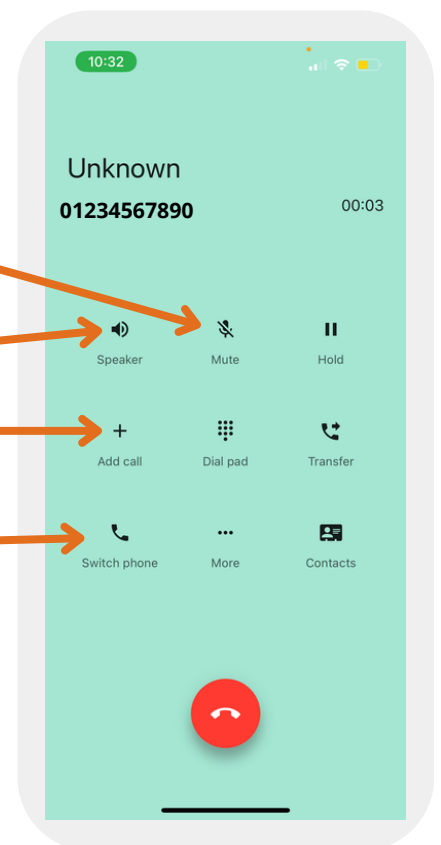 10:32
Unknown
01234567890 00:03
Speaker Mute Hold
Add call Dial pad Transfer
Switch phone More Contacts